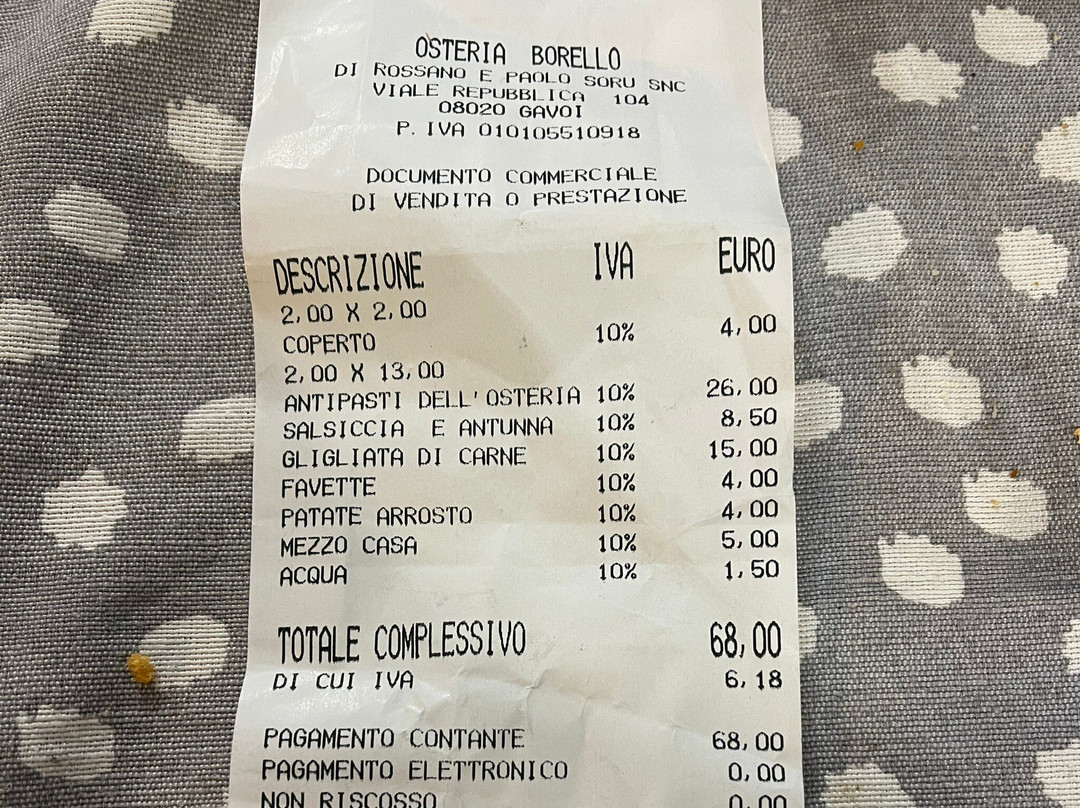 OSTERIA BORELLO
DI ROSSANO E PAOLO SORU SNC
VIALE REPUBBLICA 104
08020 GAVOI
P. IVA 010105510918
DOCUMENTO COMMERCIALE
DI VENDITA O PRESTAZIONE
DESCRIZIONE IVA EURO
2,00 X 2,00
COPERTO 10% 4,00
2,00 X 13,00
ANTIPASTI DELL'OSTERIA 10% 26,00
SALSICCIA E ANTUNNA 10% 8,50
GLIGLIATA DI CARNE 10% 15,00
FAVETTE 10% 4,00
PATATE ARROSTO 10% 4,00
MEZZO CASA 10% 5,00
ACQUA 10% 1,50
TOTALE COMPLESSIVO 68,00
DI CUI IVA 6,18
PAGAMENTO CONTANTE 68,00
PAGAMENTO ELETTRONICO 0,00
NON RISCOSSO 0,00